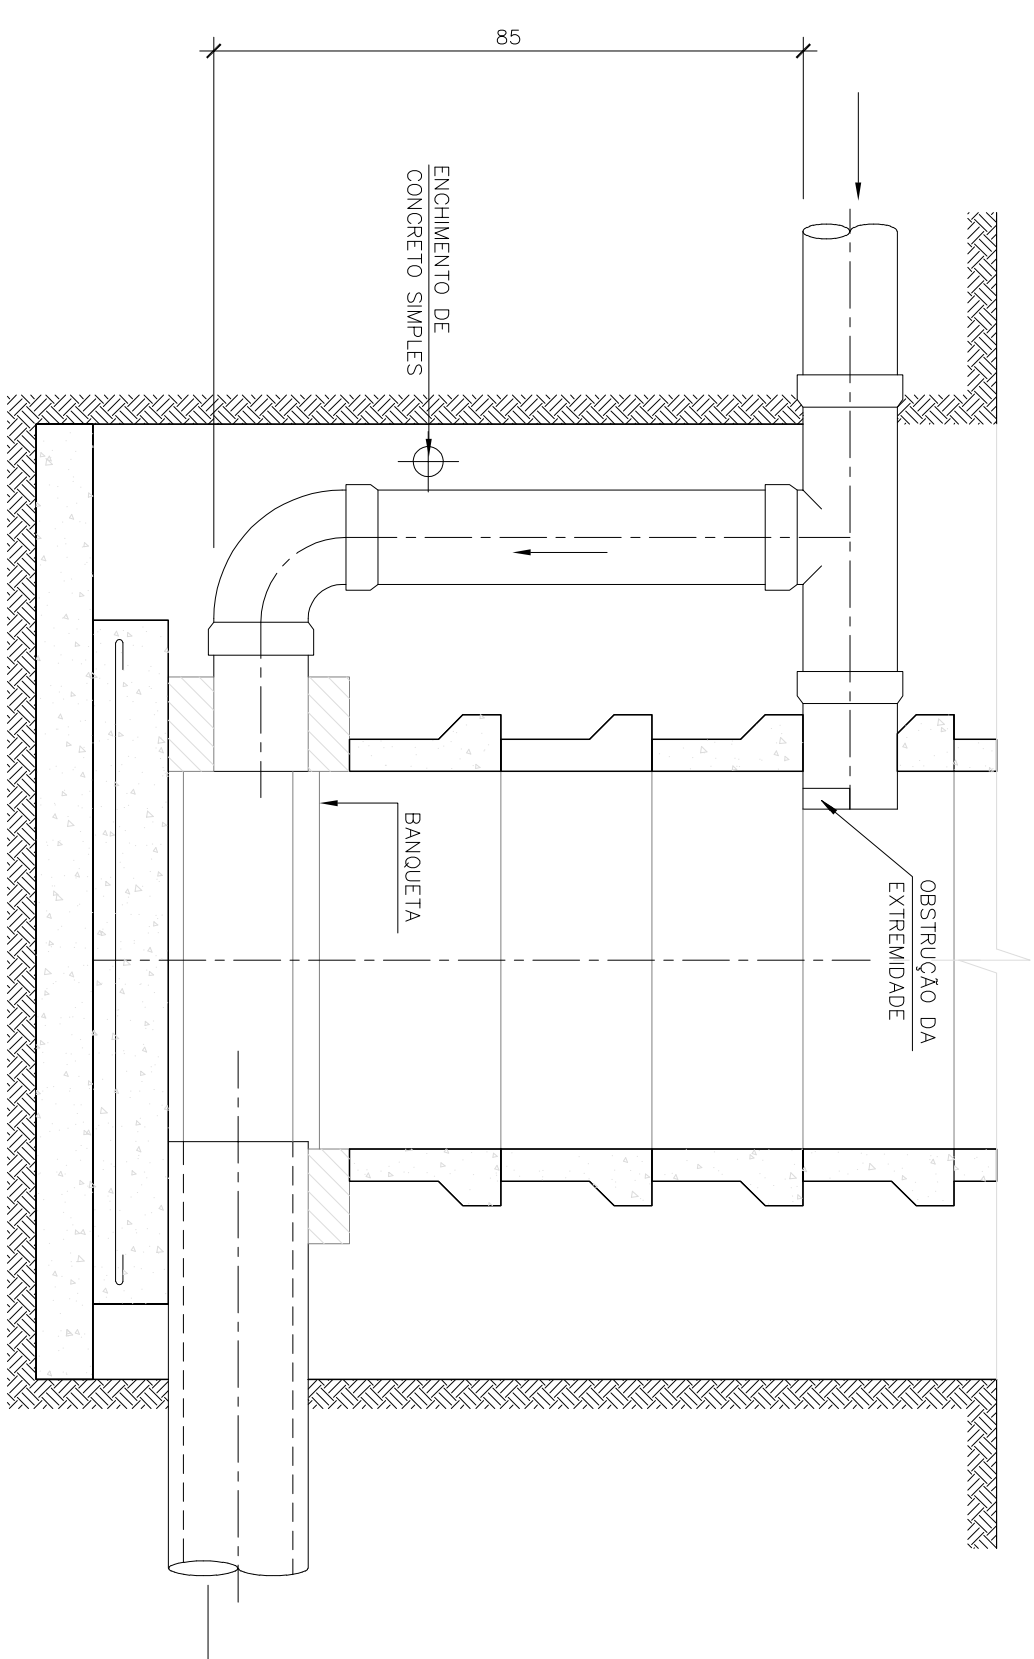 85
ENCHIMENTO DE
CONCRETO SIMPLES
BANQUETA
OBSTRUÇÃO DA
EXTREMIDADE